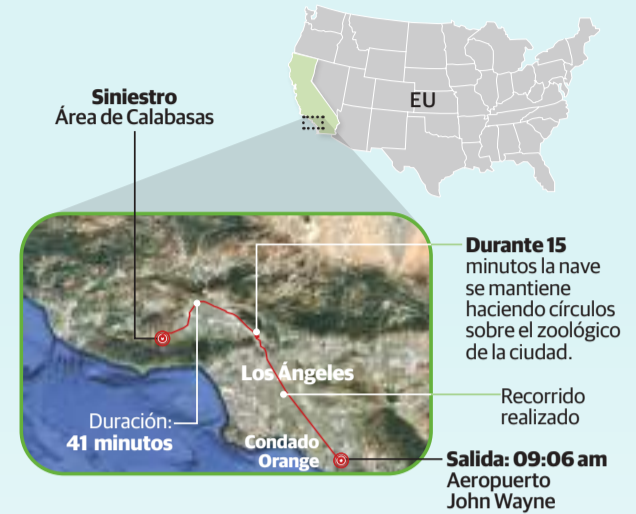 EU
Siniestro
Área de Calabasas
Durante 15
minutos la nave
se mantiene
haciendo círculos
sobre el zoológico
de la ciudad.
Los Ángeles
Recorrido
realizado
Duración:
41 minutos
Condado
Orange
Salida: 09:06 am
Aeropuerto
John Wayne